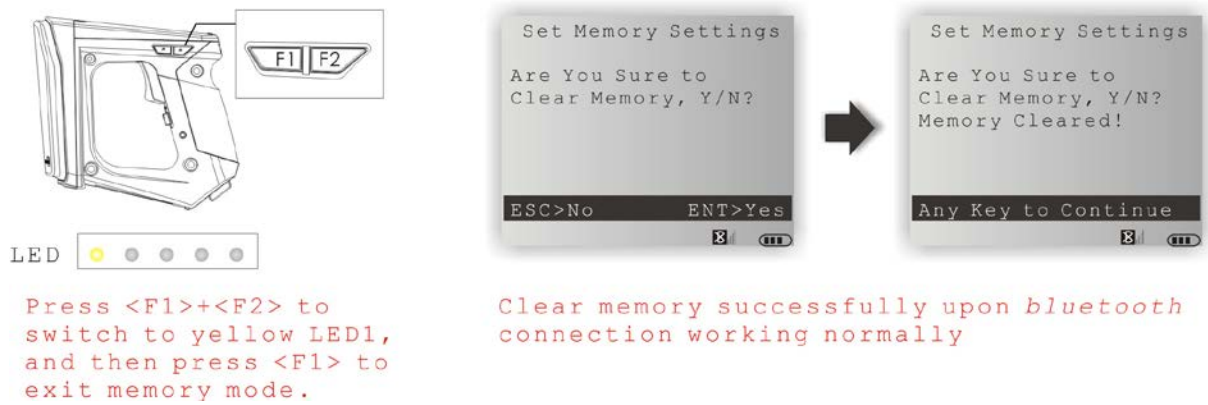 F1 F2
LED
Press <F1>+<F2> to
switch to yellow LED1,
and then press <F1> to
exit memory mode.
Set Memory Settings
Are You Sure to
Clear Memory, Y/N?
ESC>No ENT>Yes
Set Memory Settings
Are You Sure to
Clear Memory, Y/N?
Memory Cleared!
Any Key to Continue
Clear memory successfully upon bluetooth
connection working normally